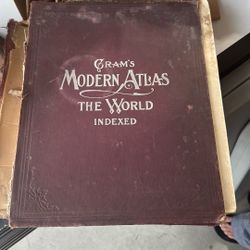 CRAM'S
MODERN ATLAS
THE WORLD
INDEXED